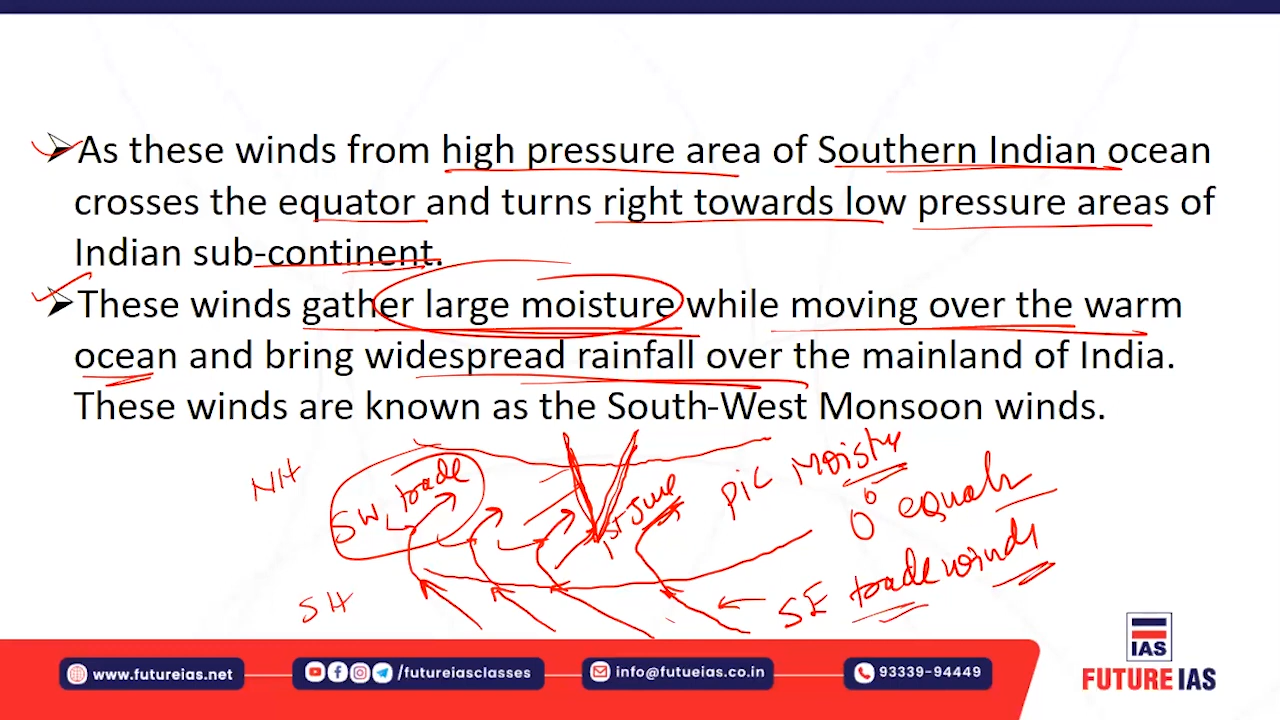 As these winds from high pressure area of Southern Indian ocean
crosses the equator and turns right towards low pressure areas of
Indian sub-continent.
These winds gather large moisture while moving over the warm
ocean and bring widespread rainfall over the mainland of India.
These winds are known as the South-West Monsoon winds.
NH
SW trade
1st June
pic Moistur
0° equator
SH
SE trade winds
IAS
FUTURE IAS
www.futureias.net
/futureiasclasses
info@futueias.co.in
93339-94449